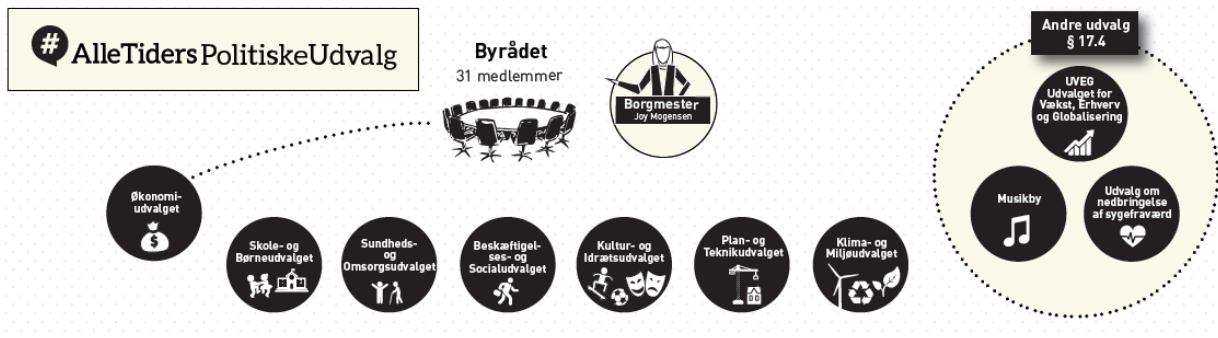 #AlleTidersPolitiskeUdvalg
Byrådet
31 medlemmer
Borgmester
Joy Mogensen
Økonomi-
udvalget
$
Skole- og
Børneudvalget
Sundheds-
og
Omsorgsudvalget
Beskæftigel-
ses- og
Socialudvalget
Kultur- og
Idrætsudvalget
Plan- og
Teknikudvalget
Klima- og
Miljøudvalget
Andre udvalg
§ 17.4
UVEG
Udvalget for
Vækst, Erhverv
og Globalisering
Musikby
Udvalg om
nedbringelse
af sygefraværd